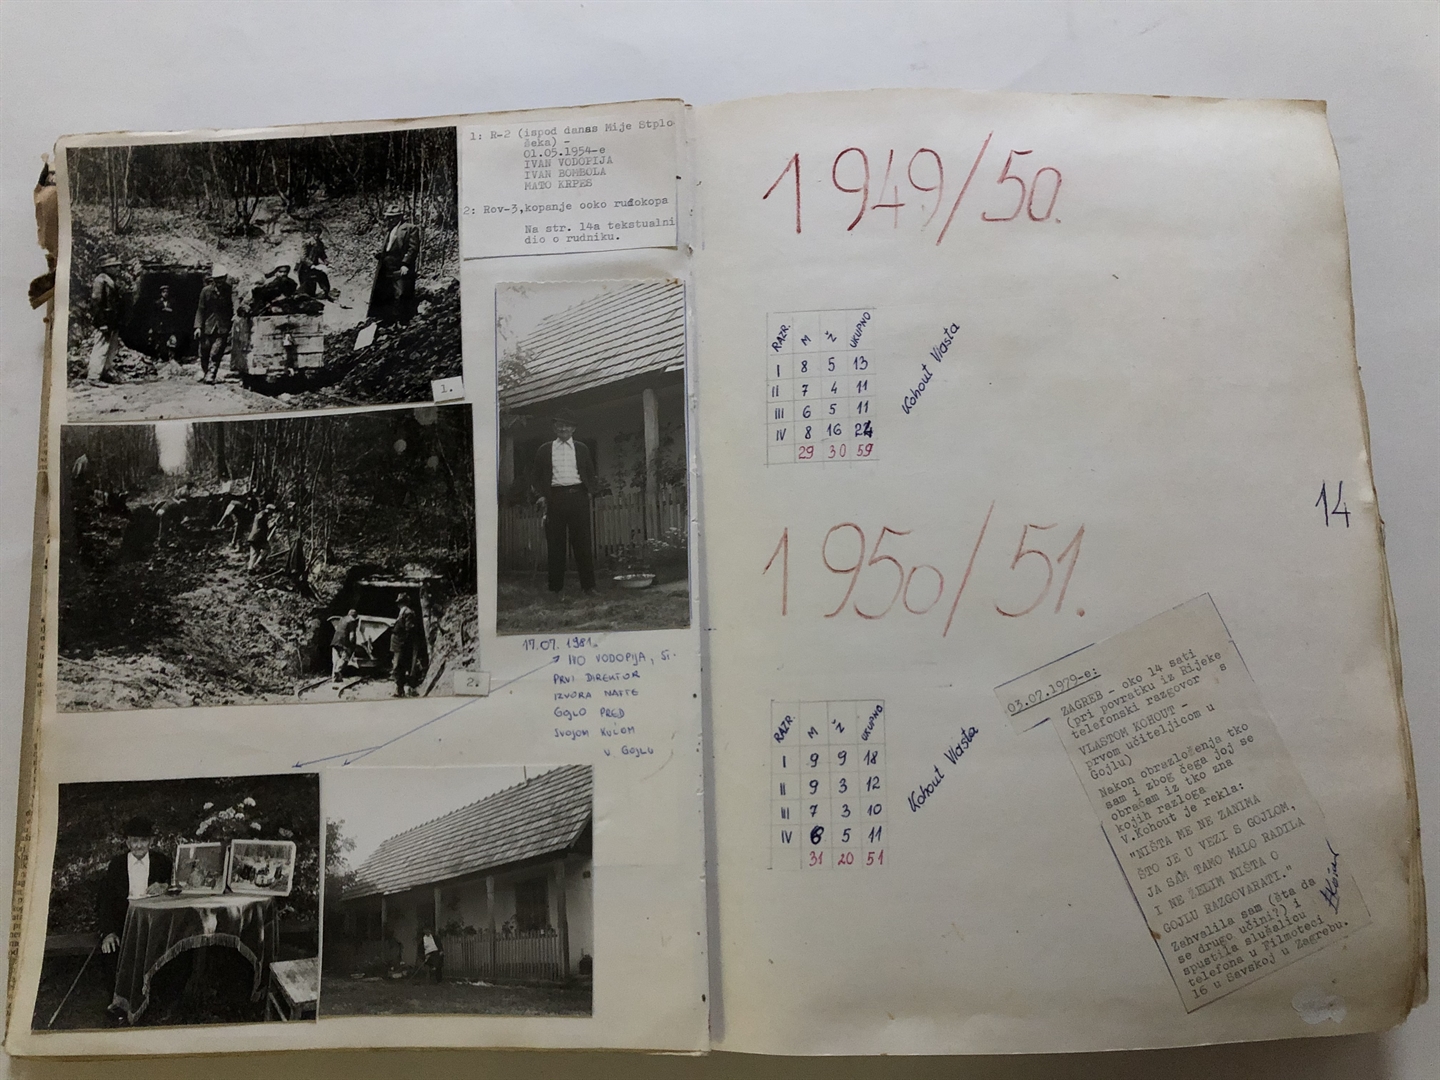 1: R-2 (ispod danas Mije Stplo
šeka) -
01.05.1954-e
IVAN VODOPIJA
IVAN BOMBOLA
MATO KRPES
2: Rov-3,kopanje ooko rudokopa
Na str. 14a tekstualni
dio o rudniku.
1.
2.
17.07.1981.
IVO VODOPIJA, ŠI-
PRVI DIREKTOR
IZVORA NAFTE
GOJLO PRED
SVOJOM KUĆOM
U GOJLU
1949/50.
RAZR. M Ž UKUPNO
I 8 5 13
II 7 4 11
III 6 5 11
IV 8 16 24
29 30 59
Kohout Vlasta
14
1950/51.
RAZR. M Ž UKUPNO
I 9 9 18
II 9 3 12
III 7 3 10
IV 6 5 11
31 20 51
Kohout Vlasta
03.07.1979-e:
ZAGREB - oko 14 sati
(pri povratku iz Rijeke
telefonski razgovor s
VLASTOM KOHOUT -
prvom učiteljicom u
Gojlu)
Nakon obrazloženja tko
sam i zbog čega joj se
obraćam iz tko zna
kojih razloga
V.Kohout je rekla:
"NIŠTA ME NE ZANIMA
ŠTO JE U VEZI S GOJLOM,
JA SAM TAMO MALO RADILA
I NE ŽELIM NIŠTA O
GOJLU RAZGOVARATI."
Zahvalila sam (šta da
se drugo učini?) i
spustila slušalicu
telefona u Filmoteci
16 u Savskoj u Zagrebu.